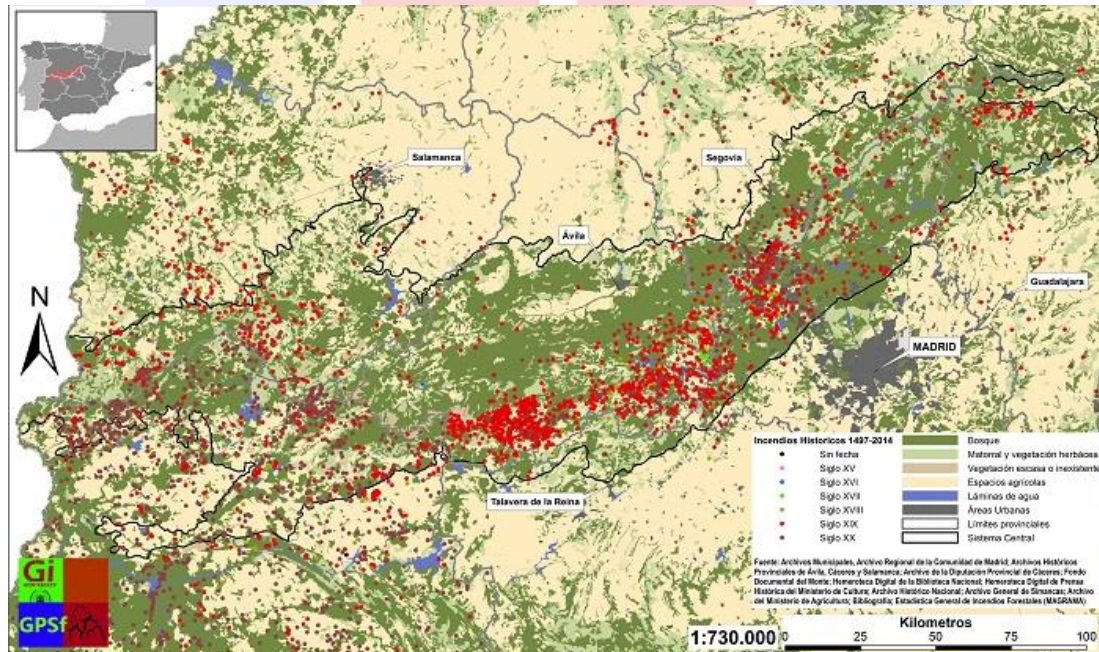 Salamanca
Segovia
Ávila
Guadalajara
N
MADRID
Talavera de la Reina
Incendios Historicos 1497-2014
Sin fecha
Siglo XV
Siglo XVI
Siglo XVII
Siglo XVIII
Siglo XIX
Siglo XX
Bosque
Matorral y vegetación herbácea
Vegetación escasa o inexistente
Espacios agrícolas
Láminas de agua
Áreas Urbanas
Límites provinciales
Sistema Central
Fuente: Archivos Municipales, Archivo Regional de la Comunidad de Madrid; Archivos Históricos
Provinciales de Ávila, Cáceres y Salamanca; Archivo de la Diputación Provincial de Cáceres; Fondo
Documental del Monte; Hemeroteca Digital de la Biblioteca Nacional; Hemeroteca Digital de Prensa
Histórica del Ministerio de Cultura; Archivo Histórico Nacional; Archivo General de Simancas; Archivo
del Ministerio de Agricultura; Bibliografía; Estadística General de Incendios Forestales (MAGRAMA)
Gi
GPSf
1:730.000
Kilometros
0 25 50 75 100